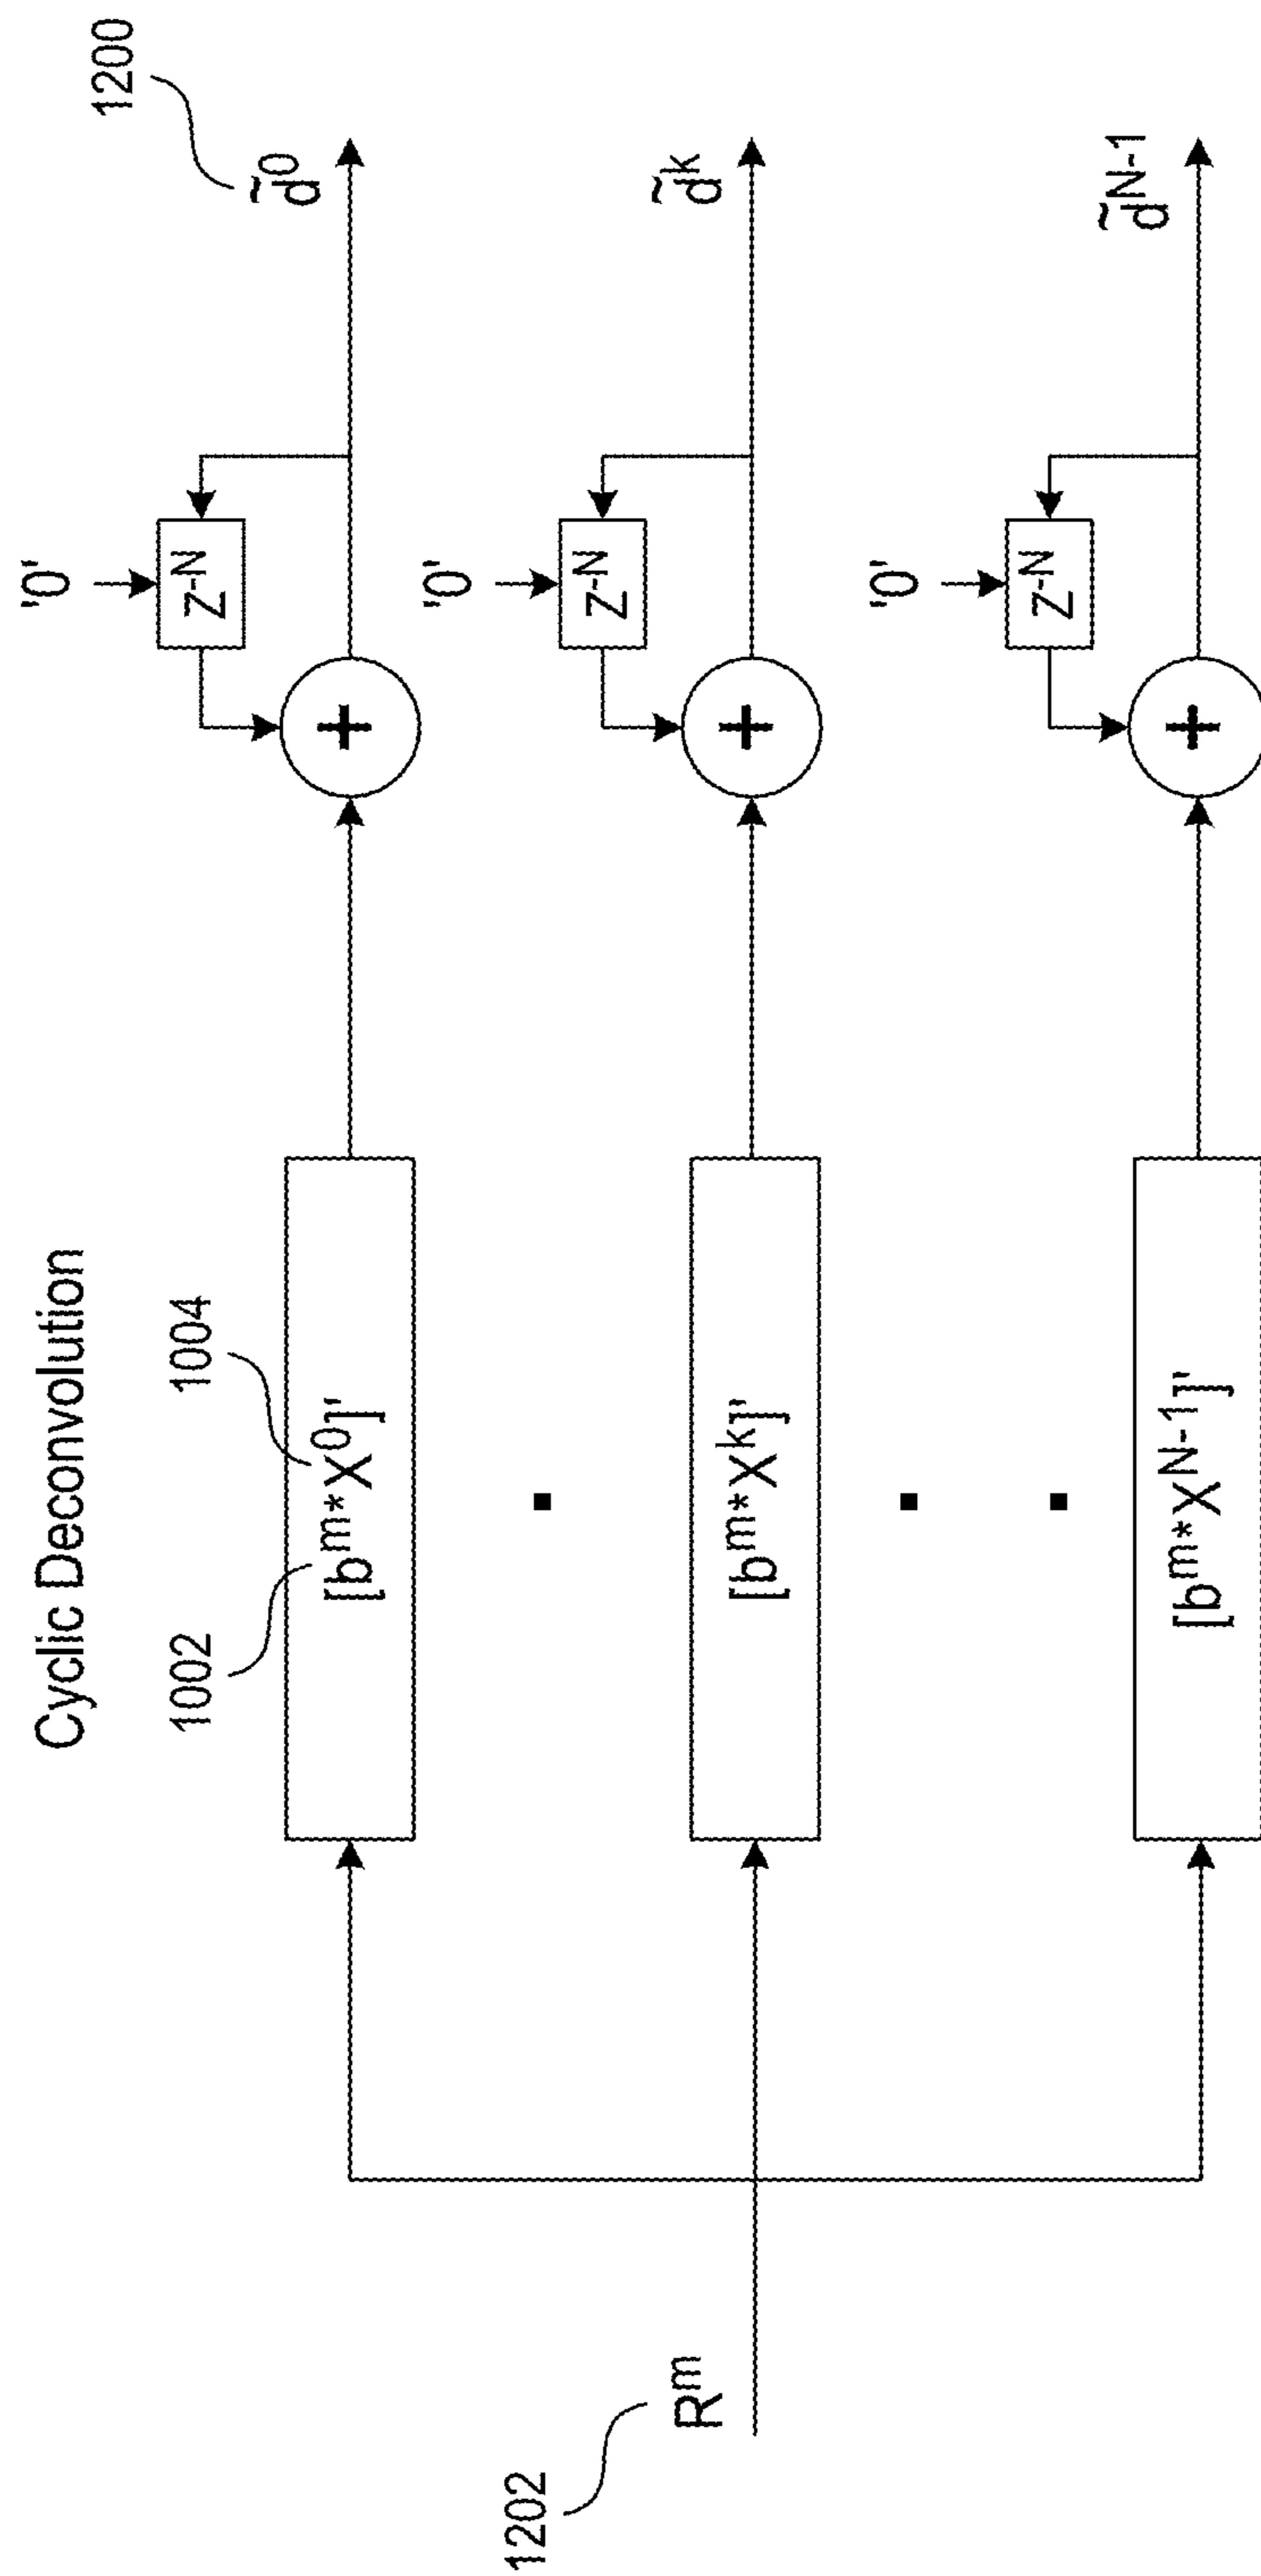 Cyclic Deconvolution
1002
1004
1200
[b^m * X^0]'
'0'
Z^-N
+
d̃^0
1202
R^m
[b^m * X^k]'
'0'
Z^-N
+
d̃^k
[b^m * X^N-1]'
'0'
Z^-N
+
d̃^N-1